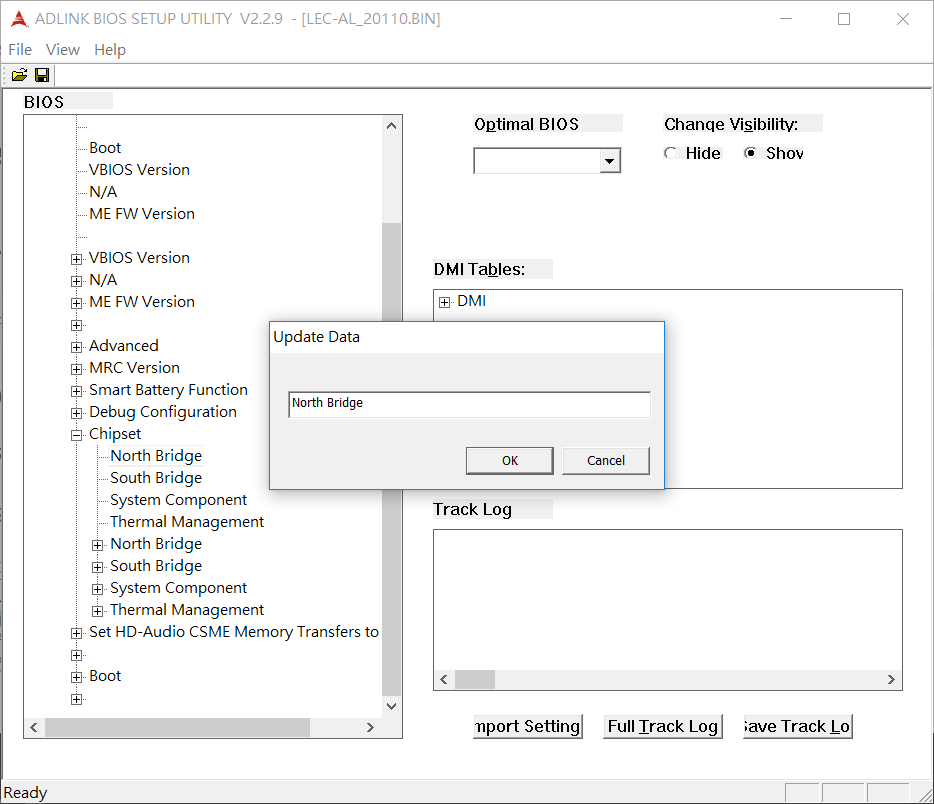 ADLINK BIOS SETUP UTILITY  V2.2.9  - [LEC-AL_20110.BIN]
File View Help
BIOS
Boot
VBIOS Version
N/A
ME FW Version
VBIOS Version
N/A
ME FW Version
Advanced
MRC Version
Smart Battery Function
Debug Configuration
Chipset
North Bridge
South Bridge
System Component
Thermal Management
North Bridge
South Bridge
System Component
Thermal Management
Set HD-Audio CSME Memory Transfers to
Boot
Optimal BIOS
Change Visibility:
Hide Shov
DMI Tables:
DMI
Update Data
North Bridge
OK Cancel
Track Log
mport Setting Full Track Log Save Track Lo
Ready